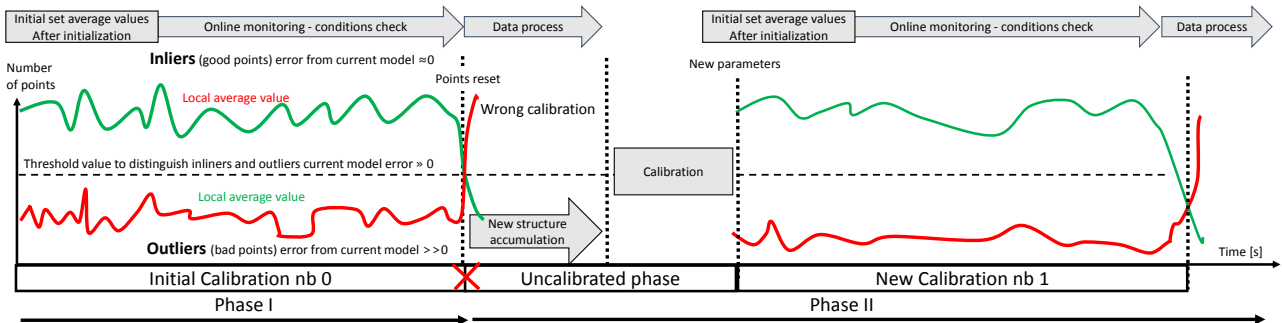 Initial set average values
After initialization
Online monitoring - conditions check
Data process
Initial set average values
After initialization
Online monitoring - conditions check
Data process
Inliers (good points) error from current model ≈0
Number
of points
Points reset
New parameters
Local average value
Wrong calibration
Threshold value to distinguish inliners and outliers current model error » 0
Calibration
Local average value
New structure
accumulation
Outliers (bad points) error from current model >>0
Time [s]
Initial Calibration nb 0
Uncalibrated phase
New Calibration nb 1
Phase I
Phase II